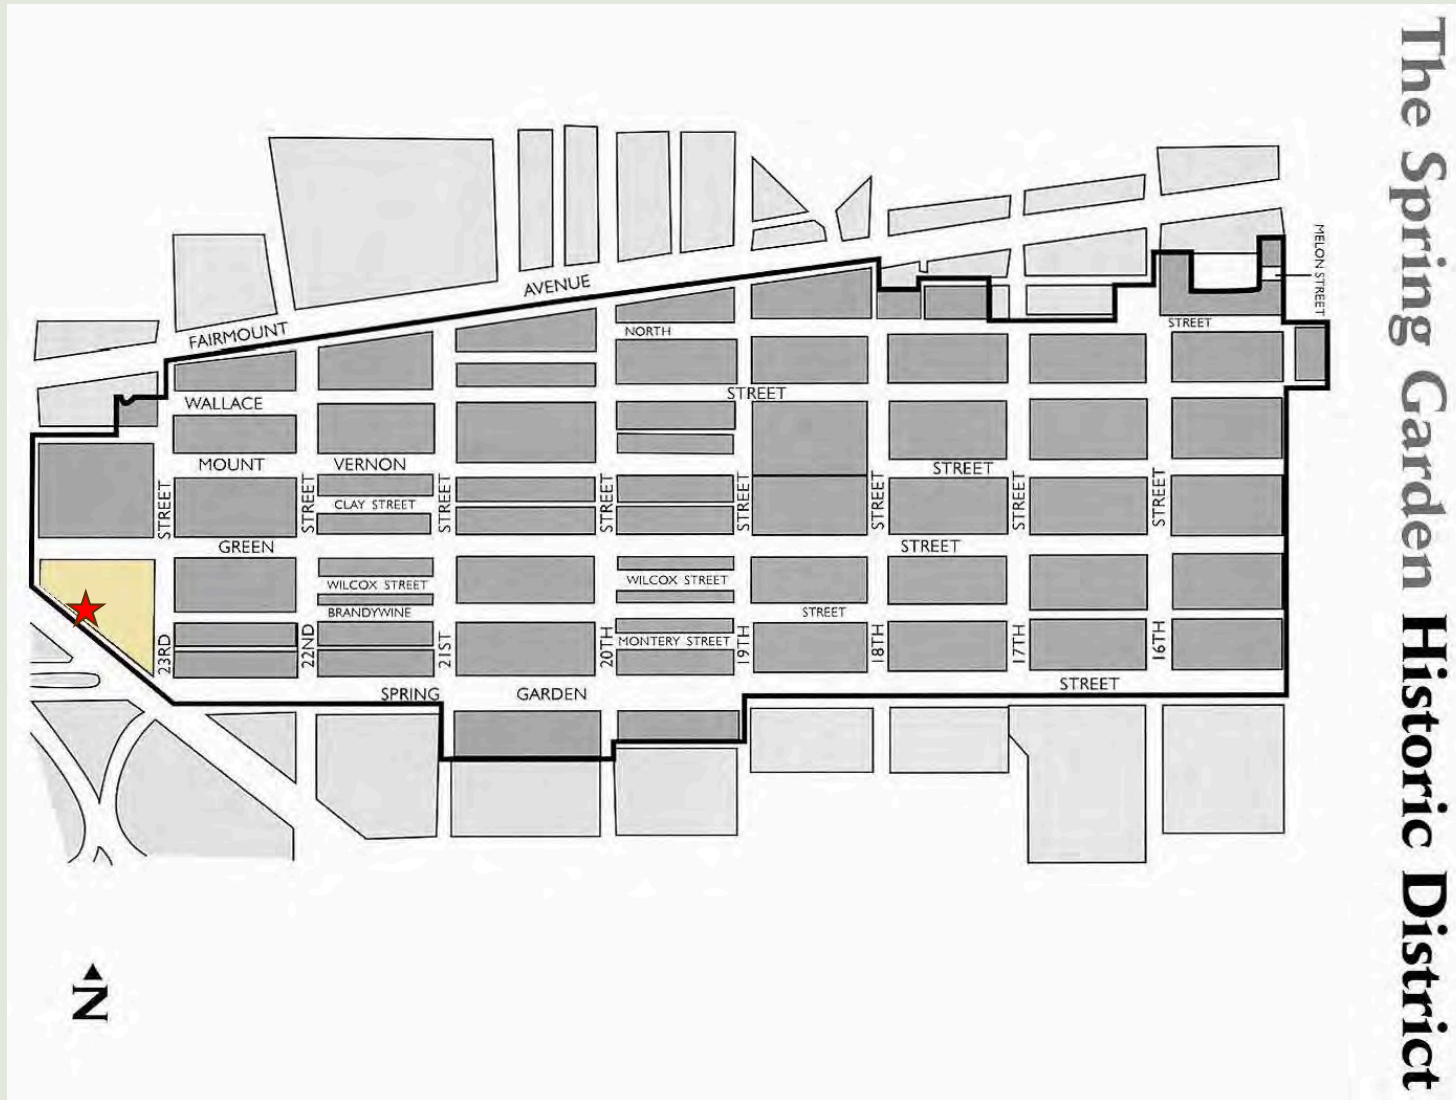 The Spring Garden Historic District
MELON STREET
AVENUE
FAIRMOUNT
NORTH
STREET
STREET
WALLACE
MOUNT
VERNON
STREET
CLAY STREET
STREET
STREET
STREET
STREET
STREET
STREET
STREET
STREET
GREEN
STREET
WILCOX STREET
WILCOX STREET
BRANDYWINE
STREET
MONTERY STREET
23RD
22ND
21ST
20TH
19TH
18TH
17TH
16TH
SPRING
GARDEN
STREET
N